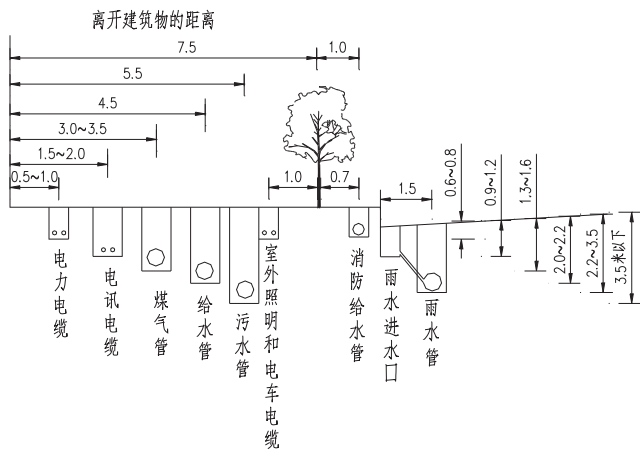 离开建筑物的距离
7.5
1.0
5.5
4.5
3.0~3.5
1.5~2.0
0.5~1.0
1.0
0.7
1.5
0.6~0.8
0.9~1.2
1.3~1.6
2.0~2.2
2.2~3.5
3.5米以下
电力电缆
电讯电缆
煤气管
给水管
污水管
室外照明和电车电缆
消防给水管
雨水进水口
雨水管